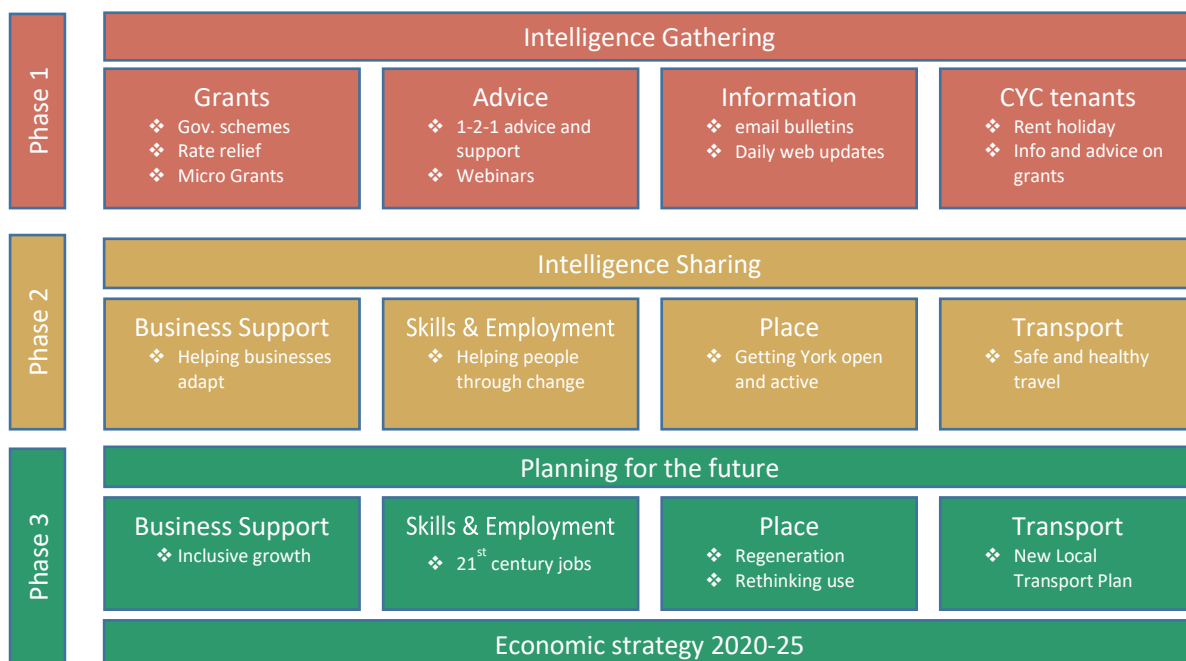 Phase 1
Intelligence Gathering
Grants
❖ Gov. schemes
❖ Rate relief
❖ Micro Grants
Advice
❖ 1-2-1 advice and
support
❖ Webinars
Information
❖ email bulletins
❖ Daily web updates
CYC tenants
❖ Rent holiday
❖ Info and advice on
grants
Phase 2
Intelligence Sharing
Business Support
❖ Helping businesses
adapt
Skills & Employment
❖ Helping people
through change
Place
❖ Getting York open
and active
Transport
❖ Safe and healthy
travel
Phase 3
Planning for the future
Business Support
❖ Inclusive growth
Skills & Employment
❖ 21st century jobs
Place
❖ Regeneration
❖ Rethinking use
Transport
❖ New Local
Transport Plan
Economic strategy 2020-25